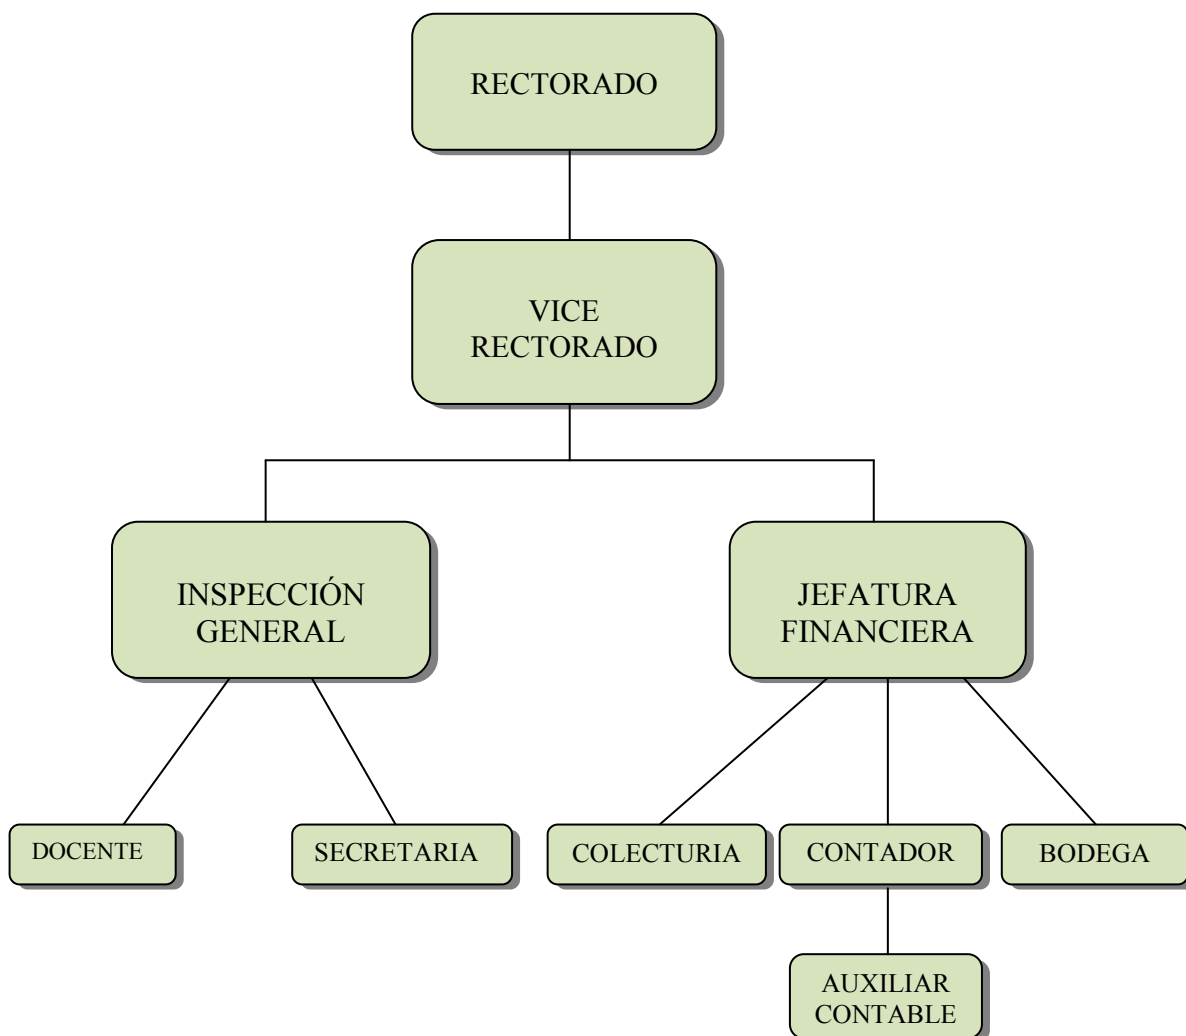 RECTORADO
VICE
RECTORADO
INSPECCIÓN
GENERAL
JEFATURA
FINANCIERA
DOCENTE
SECRETARIA
COLECTURIA
CONTADOR
BODEGA
AUXILIAR
CONTABLE